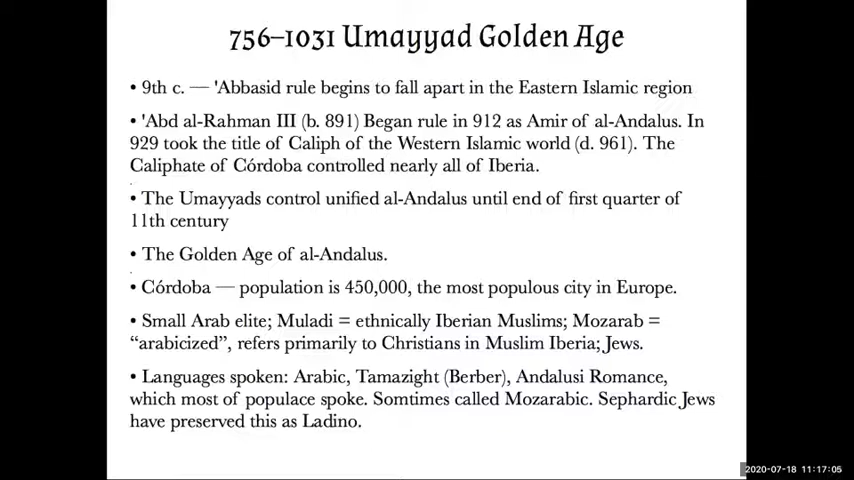 756–1031 Umayyad Golden Age
• 9th c. — 'Abbasid rule begins to fall apart in the Eastern Islamic region
• 'Abd al-Rahman III (b. 891) Began rule in 912 as Amir of al-Andalus. In
929 took the title of Caliph of the Western Islamic world (d. 961). The
Caliphate of Córdoba controlled nearly all of Iberia.
• The Umayyads control unified al-Andalus until end of first quarter of
11th century
• The Golden Age of al-Andalus.
• Córdoba — population is 450,000, the most populous city in Europe.
• Small Arab elite; Muladi = ethnically Iberian Muslims; Mozarab =
“arabicized”, refers primarily to Christians in Muslim Iberia; Jews.
• Languages spoken: Arabic, Tamazight (Berber), Andalusi Romance,
which most of populace spoke. Somtimes called Mozarabic. Sephardic Jews
have preserved this as Ladino.
2020-07-18 11:17:05